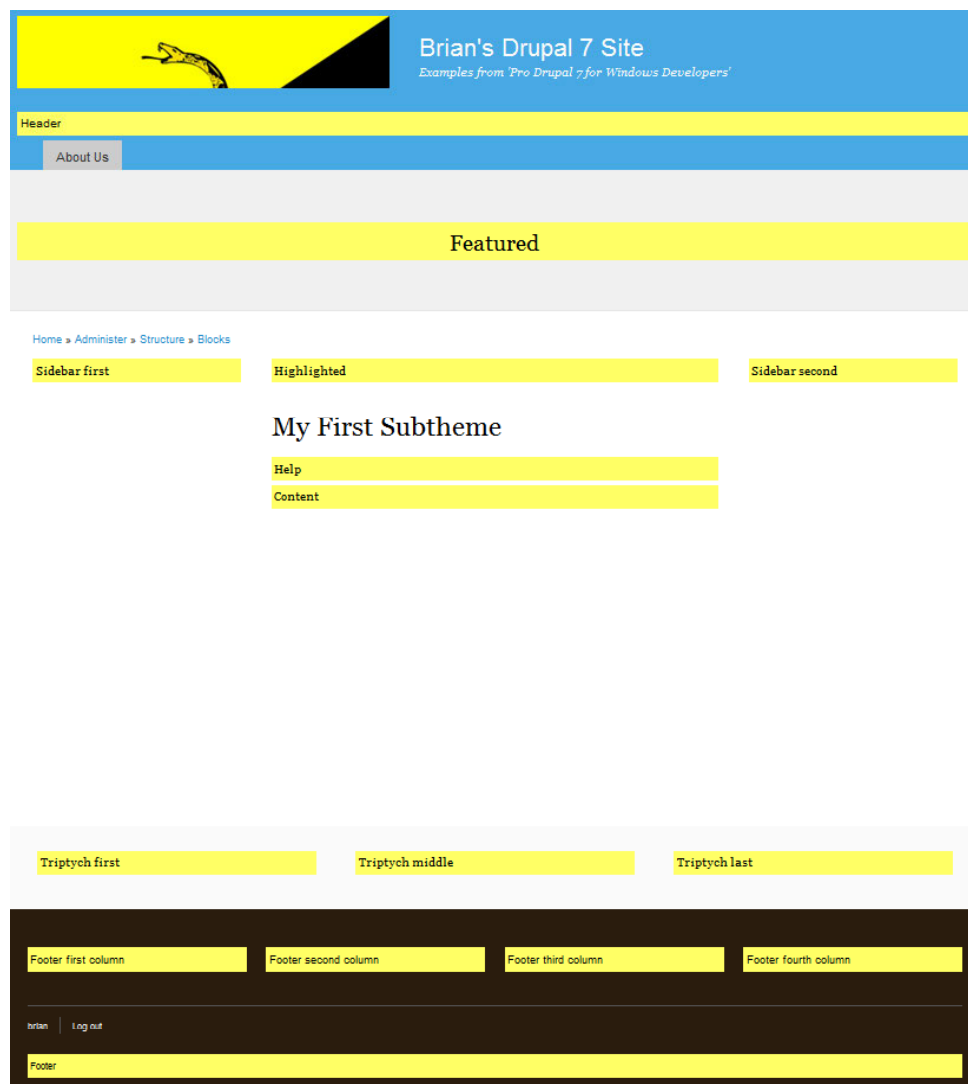 Brian's Drupal 7 Site
Examples from 'Pro Drupal 7 for Windows Developers'
Header
About Us
Featured
Home » Administer » Structure » Blocks
Sidebar first
Highlighted
Sidebar second
My First Subtheme
Help
Content
Triptych first
Triptych middle
Triptych last
Footer first column
Footer second column
Footer third column
Footer fourth column
brian
Log out
Footer